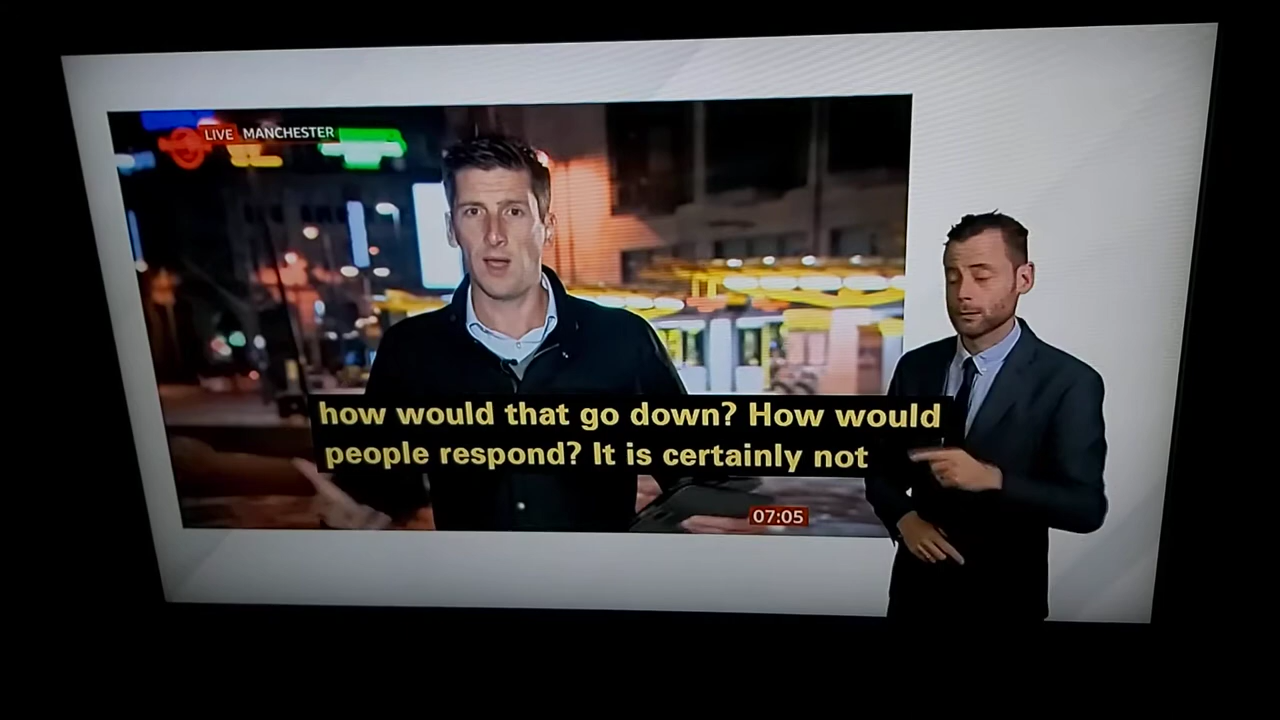 LIVE MANCHESTER
how would that go down? How would
people respond? It is certainly not
07:05